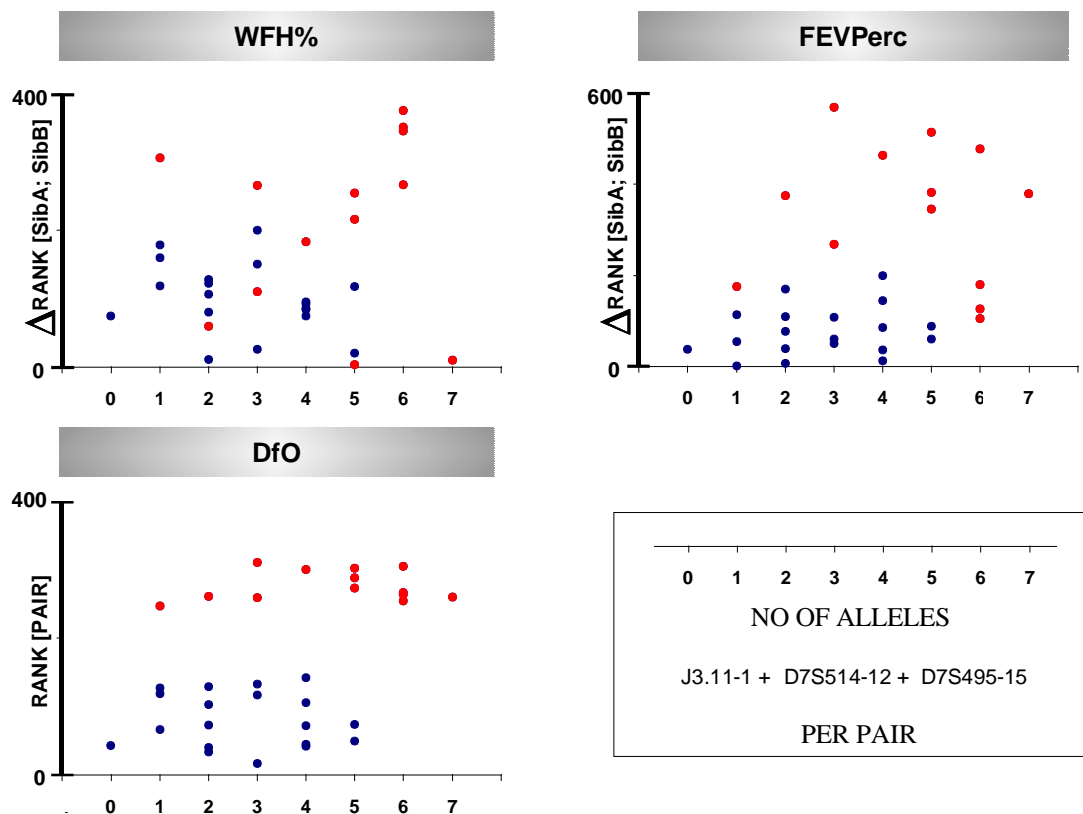 WFH%
400
Δ RANK [SibA; SibB]
0
0 1 2 3 4 5 6 7
FEVPerc
600
Δ RANK [SibA; SibB]
0
0 1 2 3 4 5 6 7
DfO
400
RANK [PAIR]
0
0 1 2 3 4 5 6 7
0 1 2 3 4 5 6 7
NO OF ALLELES
J3.11-1 + D7S514-12 + D7S495-15
PER PAIR